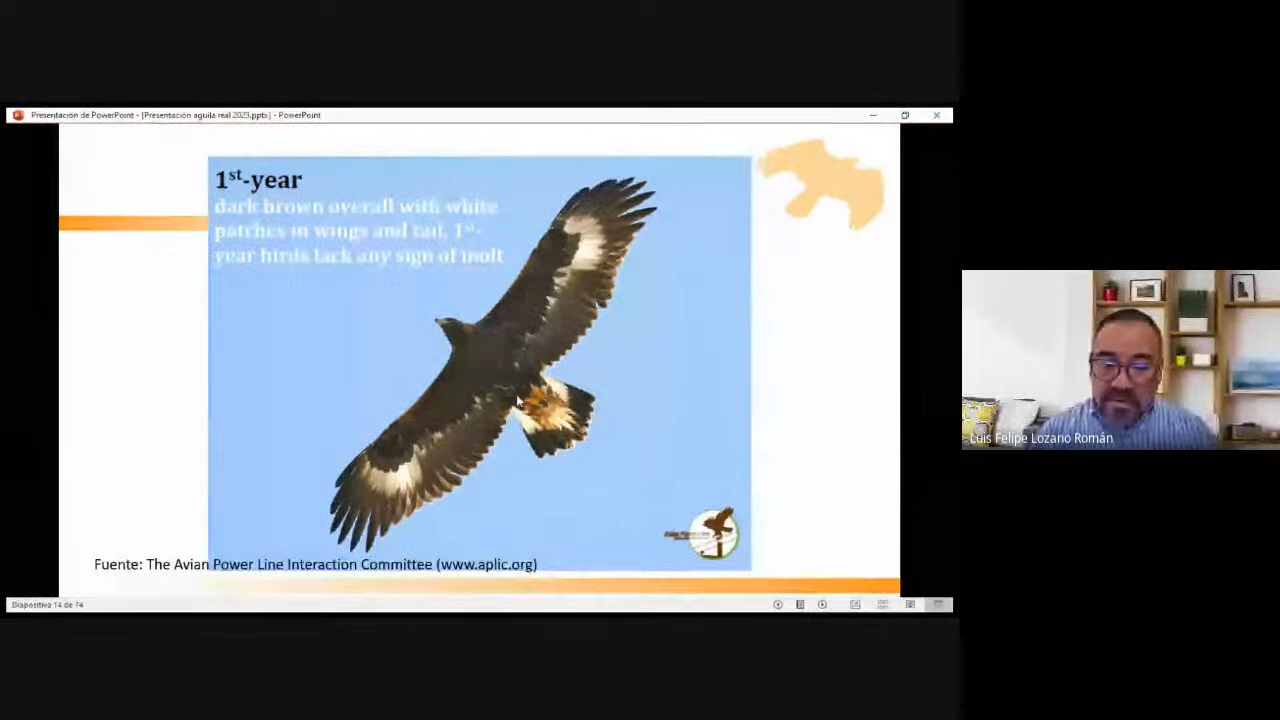 Presentación de PowerPoint - [Presentación aguila real 2023.pptx] - PowerPoint
1st-year
dark brown overall with white
patches in wings and tail, 1st-
year birds lack any sign of molt
Fuente: The Avian Power Line Interaction Committee (www.aplic.org)
Diapositiva 14 de 74
Luis Felipe Lozano Román